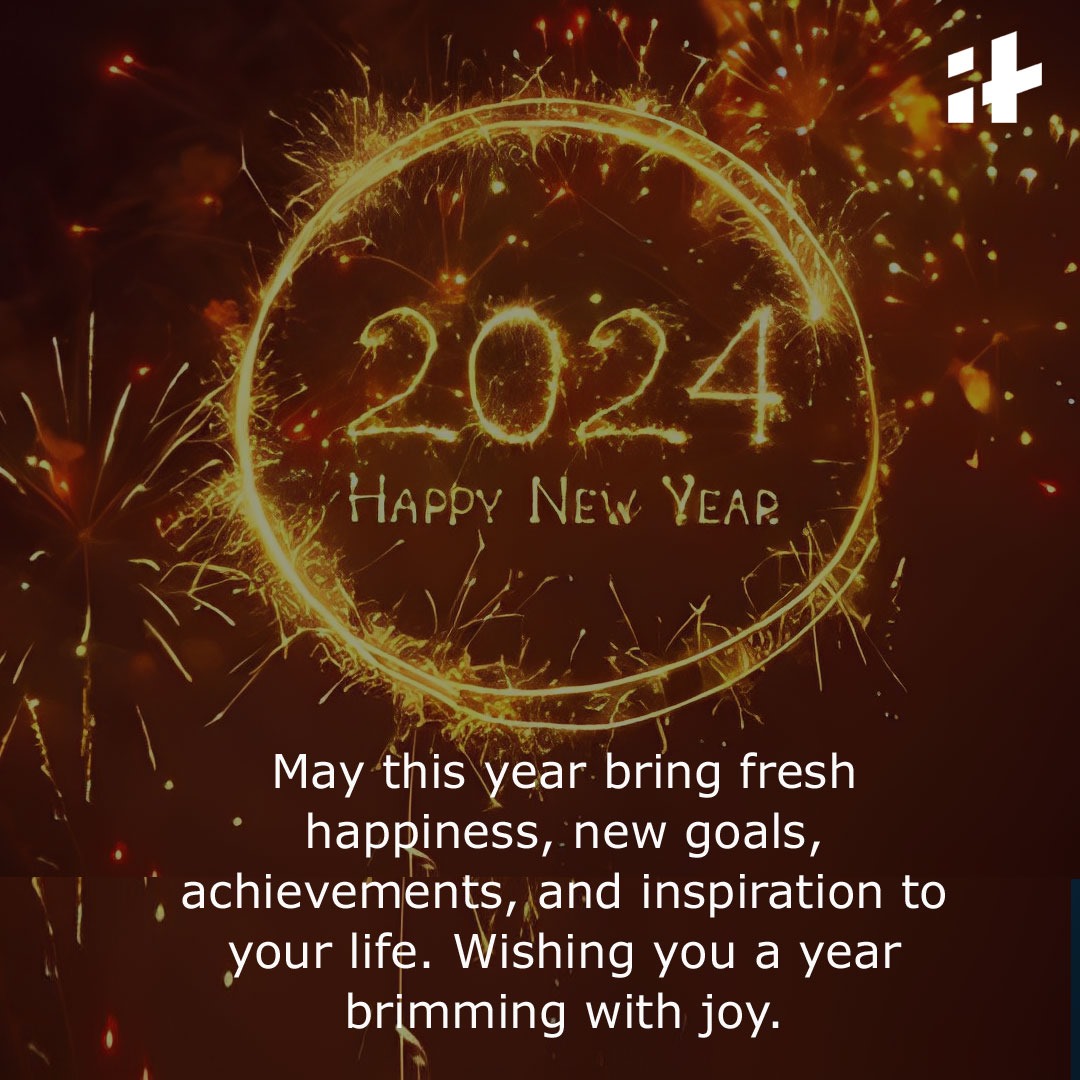 it
2024
HAPPY NEW YEAR
May this year bring fresh
happiness, new goals,
achievements, and inspiration to
your life. Wishing you a year
brimming with joy.